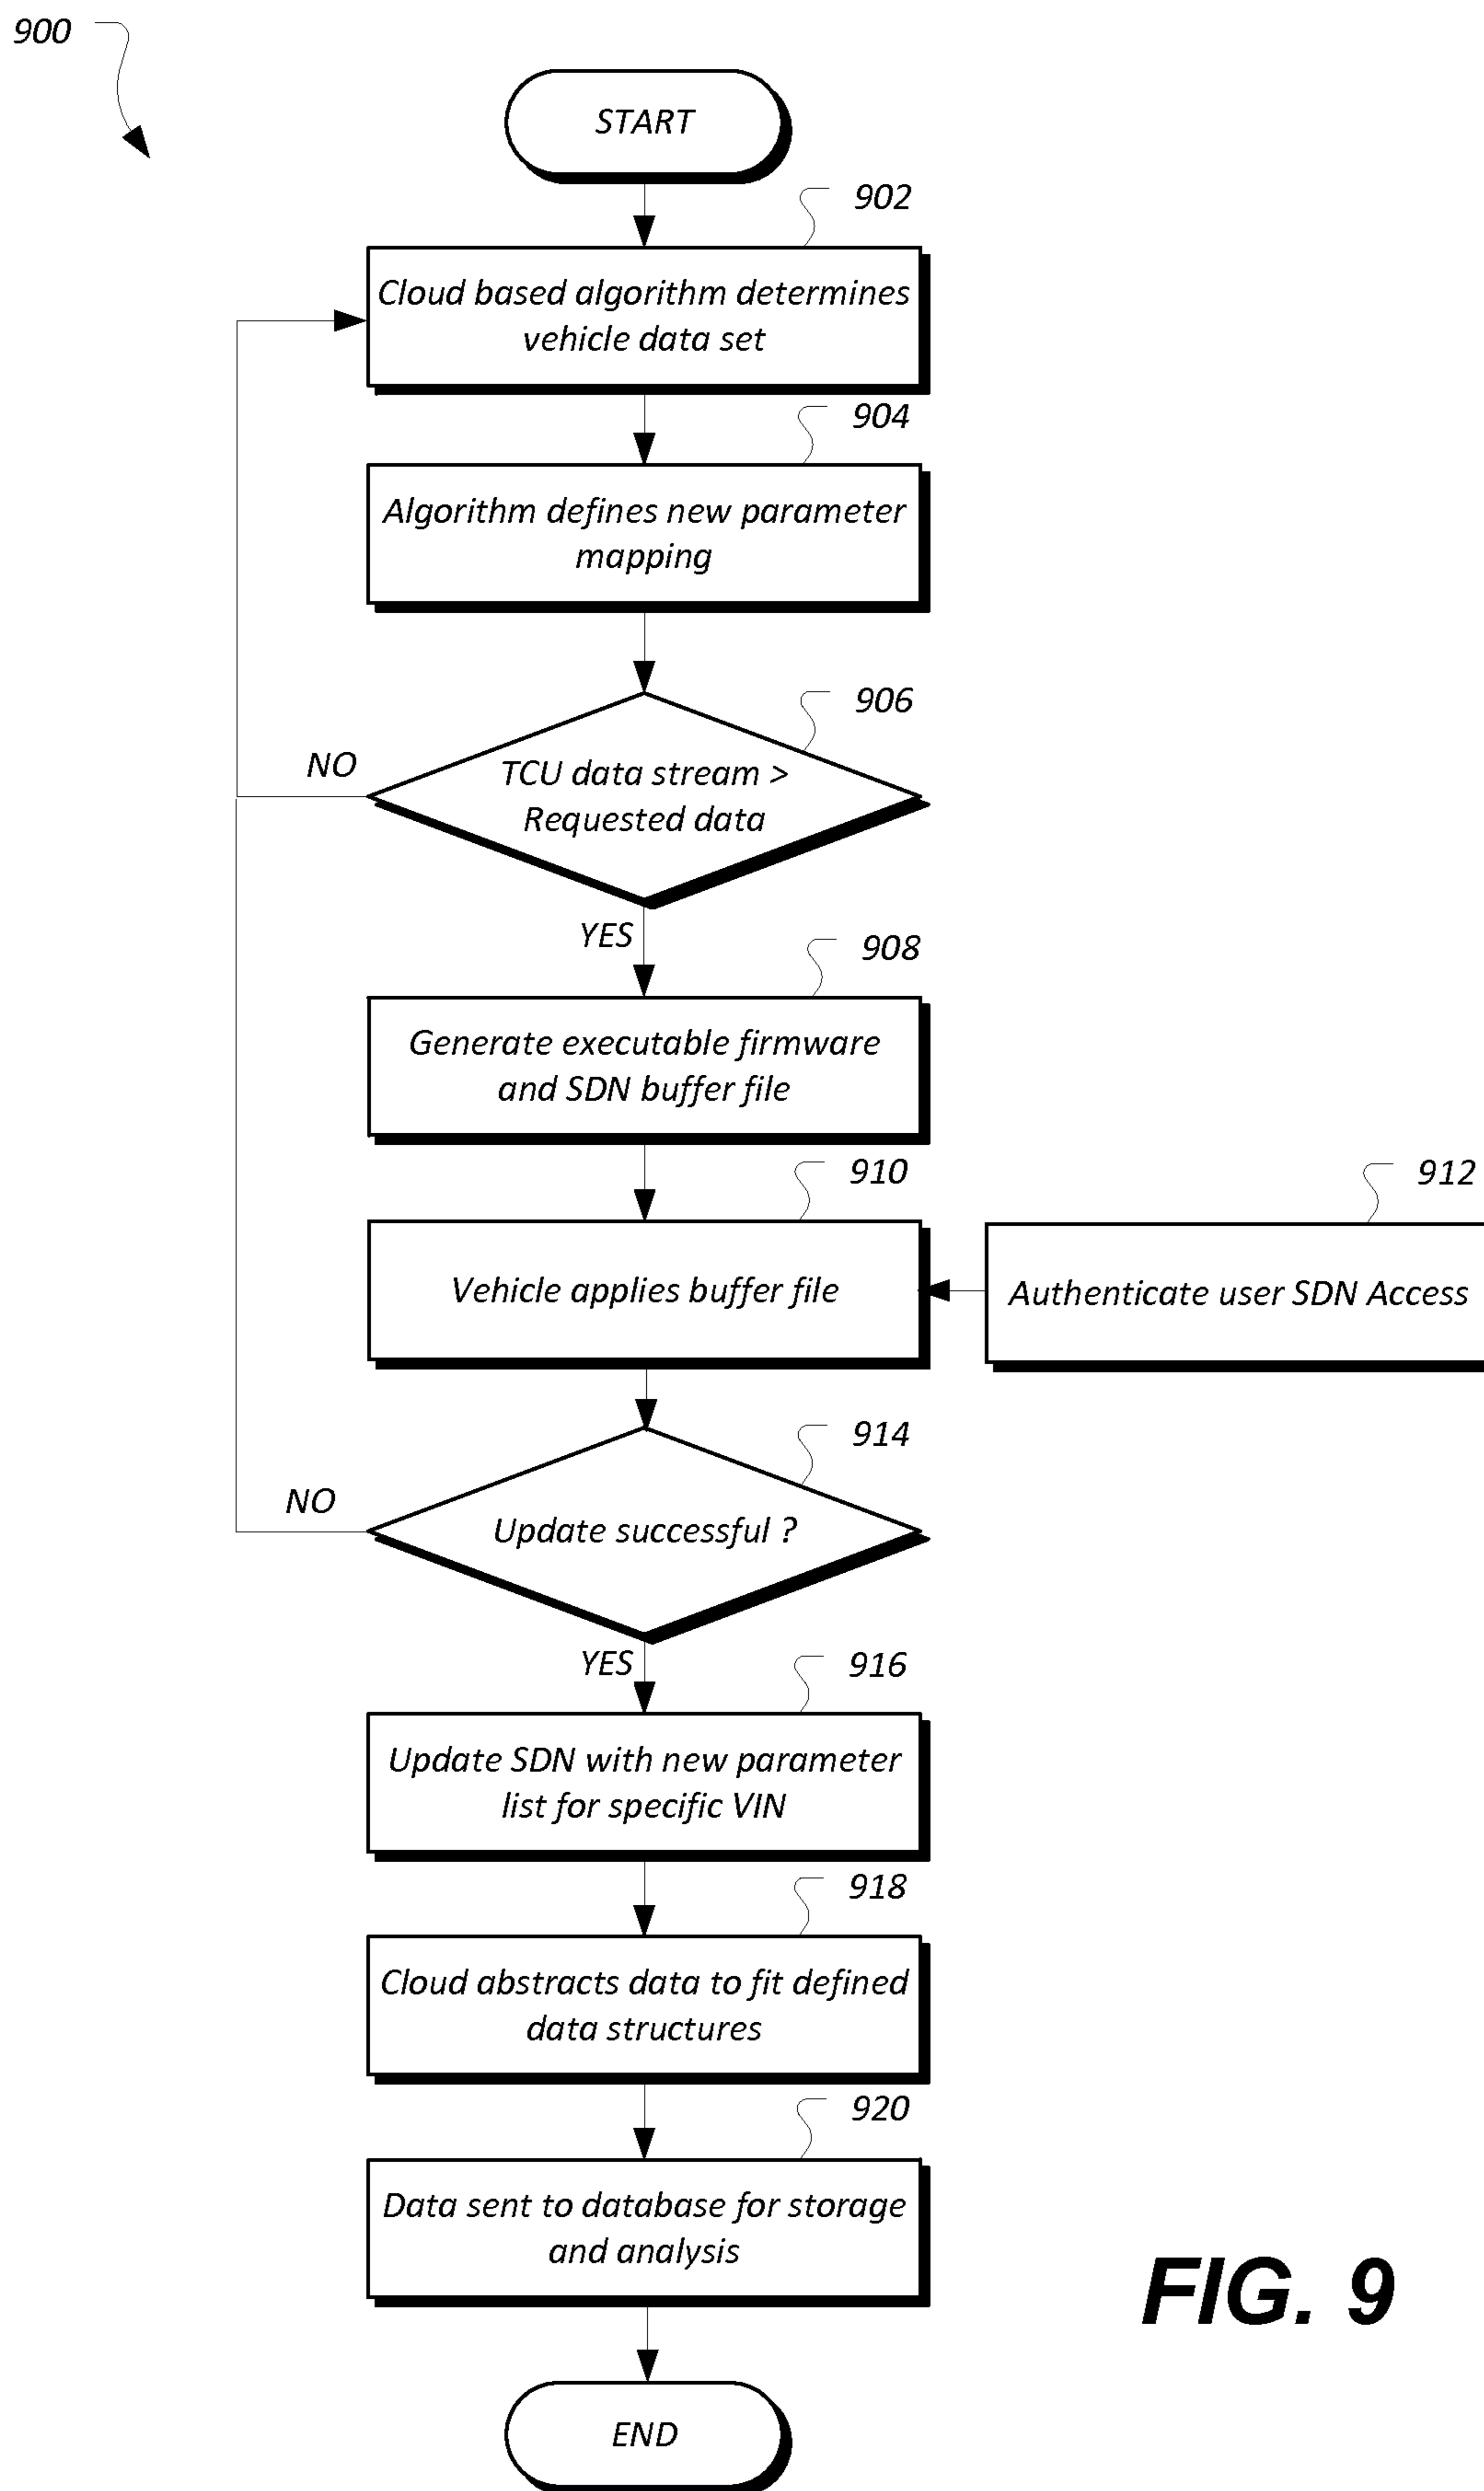 900
START
902
Cloud based algorithm determines
vehicle data set
904
Algorithm defines new parameter
mapping
906
NO
TCU data stream >
Requested data
YES
908
Generate executable firmware
and SDN buffer file
910
912
Vehicle applies buffer file
Authenticate user SDN Access
914
NO
Update successful ?
YES
916
Update SDN with new parameter
list for specific VIN
918
Cloud abstracts data to fit defined
data structures
920
Data sent to database for storage
and analysis
FIG. 9
END